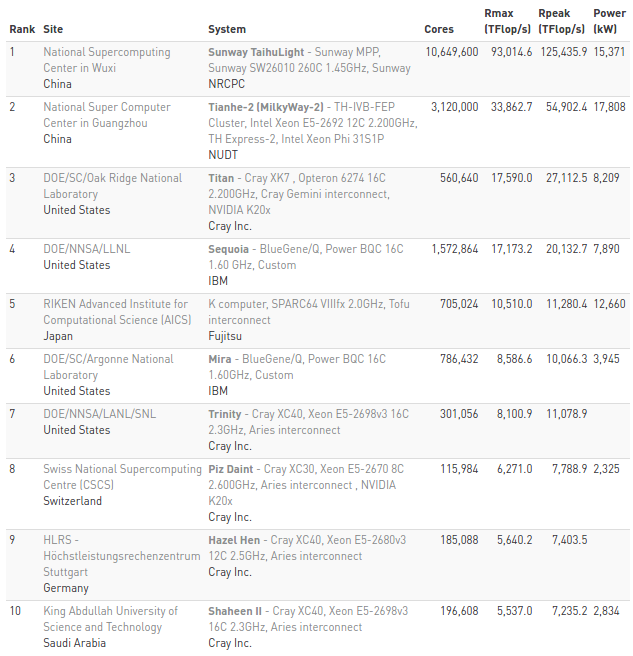 Rank Site System Cores Rmax (TFlop/s) Rpeak (TFlop/s) Power (kW)
1 National Supercomputing Sunway TaihuLight - Sunway MPP, 10,649,600 93,014.6 125,435.9 15,371
Center in Wuxi Sunway SW26010 260C 1.45GHz, Sunway
China NRCPC
2 National Super Computer Tianhe-2 (MilkyWay-2) - TH-IVB-FEP 3,120,000 33,862.7 54,902.4 17,808
Center in Guangzhou Cluster, Intel Xeon E5-2692 12C 2.200GHz,
China TH Express-2, Intel Xeon Phi 31S1P
NUDT
3 DOE/SC/Oak Ridge National Titan - Cray XK7 , Opteron 6274 16C 560,640 17,590.0 27,112.5 8,209
Laboratory 2.200GHz, Cray Gemini interconnect,
United States NVIDIA K20x
Cray Inc.
4 DOE/NNSA/LLNL Sequoia - BlueGene/Q, Power BQC 16C 1,572,864 17,173.2 20,132.7 7,890
United States 1.60 GHz, Custom
IBM
5 RIKEN Advanced Institute for K computer, SPARC64 VIIIfx 2.0GHz, Tofu 705,024 10,510.0 11,280.4 12,660
Computational Science (AICS) interconnect
Japan Fujitsu
6 DOE/SC/Argonne National Mira - BlueGene/Q, Power BQC 16C 786,432 8,586.6 10,066.3 3,945
Laboratory 1.60GHz, Custom
United States IBM
7 DOE/NNSA/LANL/SNL Trinity - Cray XC40, Xeon E5-2698v3 16C 301,056 8,100.9 11,078.9
United States 2.3GHz, Aries interconnect
Cray Inc.
8 Swiss National Supercomputing Piz Daint - Cray XC30, Xeon E5-2670 8C 115,984 6,271.0 7,788.9 2,325
Centre (CSCS) 2.600GHz, Aries interconnect , NVIDIA
Switzerland K20x
Cray Inc.
9 HLRS - Hazel Hen - Cray XC40, Xeon E5-2680v3 185,088 5,640.2 7,403.5
Höchstleistungsrechenzentrum 12C 2.5GHz, Aries interconnect
Stuttgart Cray Inc.
Germany
10 King Abdullah University of Shaheen II - Cray XC40, Xeon E5-2698v3 196,608 5,537.0 7,235.2 2,834
Science and Technology 16C 2.3GHz, Aries interconnect
Saudi Arabia Cray Inc.